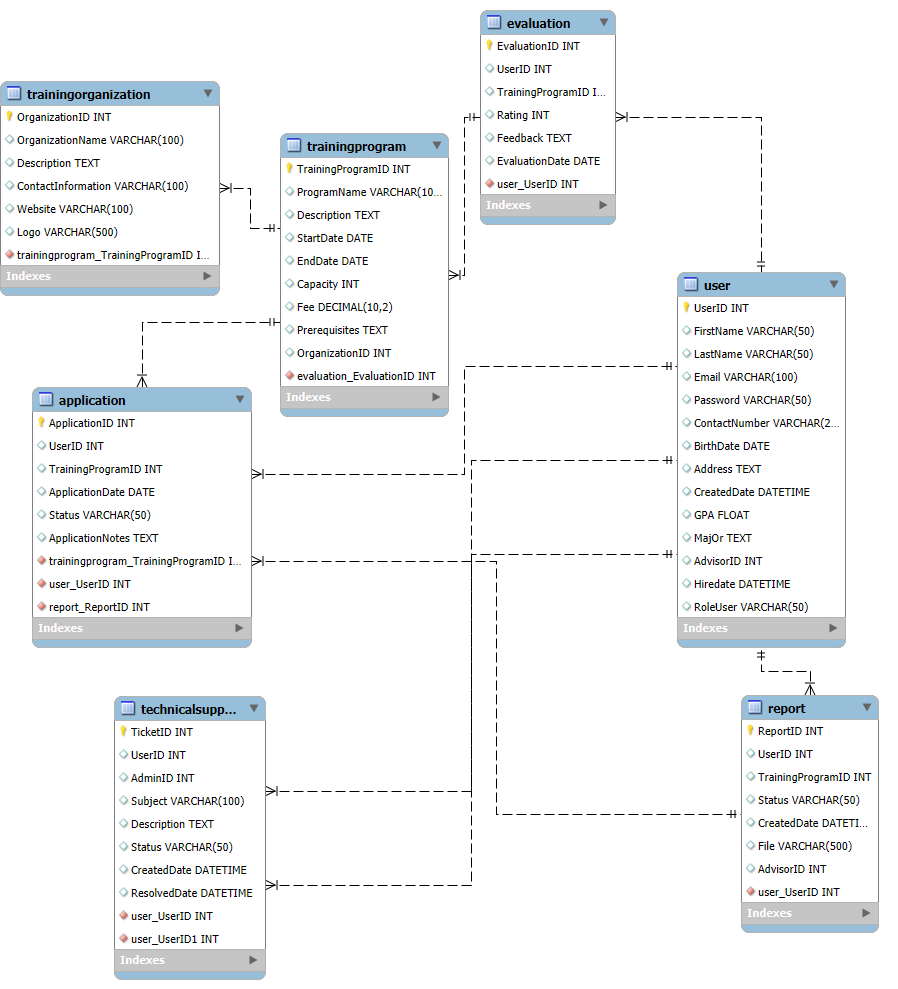 evaluation
EvaluationID INT
UserID INT
TrainingProgramID I...
Rating INT
Feedback TEXT
EvaluationDate DATE
user_UserID INT
Indexes
trainingorganization
OrganizationID INT
OrganizationName VARCHAR(100)
Description TEXT
ContactInformation VARCHAR(100)
Website VARCHAR(100)
Logo VARCHAR(500)
trainingprogram_TrainingProgramID I...
Indexes
trainingprogram
TrainingProgramID INT
ProgramName VARCHAR(10...
Description TEXT
StartDate DATE
EndDate DATE
Capacity INT
Fee DECIMAL(10,2)
Prerequisites TEXT
OrganizationID INT
evaluation_EvaluationID INT
Indexes
user
UserID INT
FirstName VARCHAR(50)
LastName VARCHAR(50)
Email VARCHAR(100)
Password VARCHAR(50)
ContactNumber VARCHAR(2...
BirthDate DATE
Address TEXT
CreatedDate DATETIME
GPA FLOAT
MajOr TEXT
AdvisorID INT
Hiredate DATETIME
RoleUser VARCHAR(50)
Indexes
application
ApplicationID INT
UserID INT
TrainingProgramID INT
ApplicationDate DATE
Status VARCHAR(50)
ApplicationNotes TEXT
trainingprogram_TrainingProgramID I...
user_UserID INT
report_ReportID INT
Indexes
technicalsupp...
TicketID INT
UserID INT
AdminID INT
Subject VARCHAR(100)
Description TEXT
Status VARCHAR(50)
CreatedDate DATETIME
ResolvedDate DATETIME
user_UserID INT
user_UserID1 INT
Indexes
report
ReportID INT
UserID INT
TrainingProgramID INT
Status VARCHAR(50)
CreatedDate DATETI...
File VARCHAR(500)
AdvisorID INT
user_UserID INT
Indexes